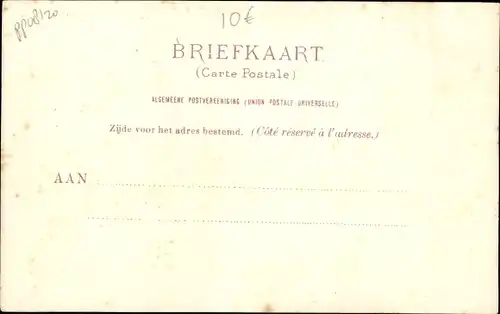 10€
BRIEFKAART.
(Carte Postale)
ALGEMEENE POSTVEREENIGING (UNION POSTALE UNIVERSELLE)
Zijde voor het adres bestemd. (Côté réservé à l'adresse.)
AAN